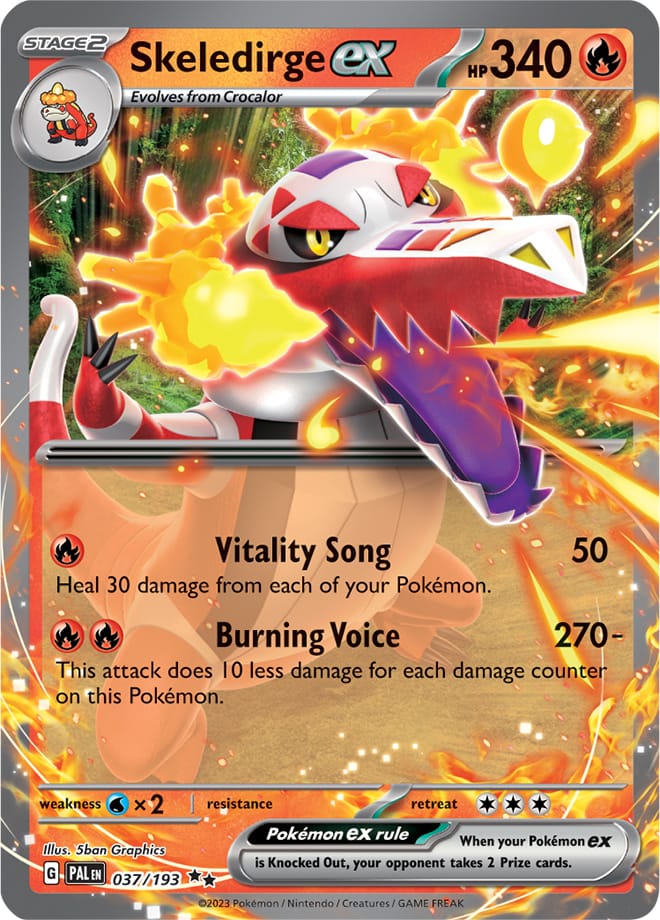 STAGE2
Skeledirge ex HP 340
Evolves from Crocalor
Vitality Song 50
Heal 30 damage from each of your Pokémon.
Burning Voice 270-
This attack does 10 less damage for each damage counter
on this Pokémon.
weakness ×2 resistance retreat
Illus. 5ban Graphics
Pokémon ex rule When your Pokémon ex
is Knocked Out, your opponent takes 2 Prize cards.
G PAL EN 037/193
©2023 Pokémon / Nintendo / Creatures / GAME FREAK